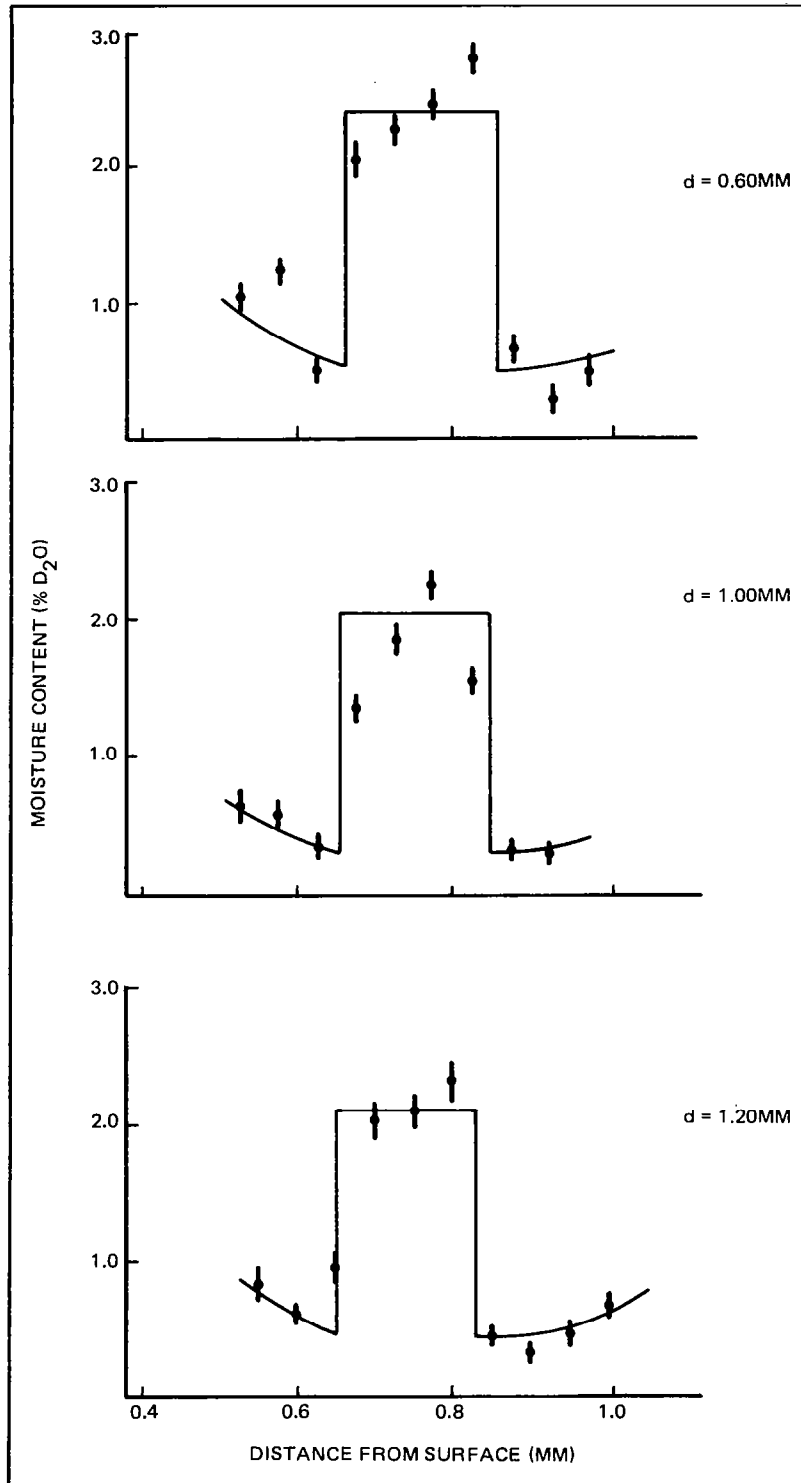 3.0
2.0
1.0
d = 0.60MM
3.0
2.0
1.0
d = 1.00MM
MOISTURE CONTENT (% D₂O)
3.0
2.0
1.0
d = 1.20MM
0.4 0.6 0.8 1.0
DISTANCE FROM SURFACE (MM)